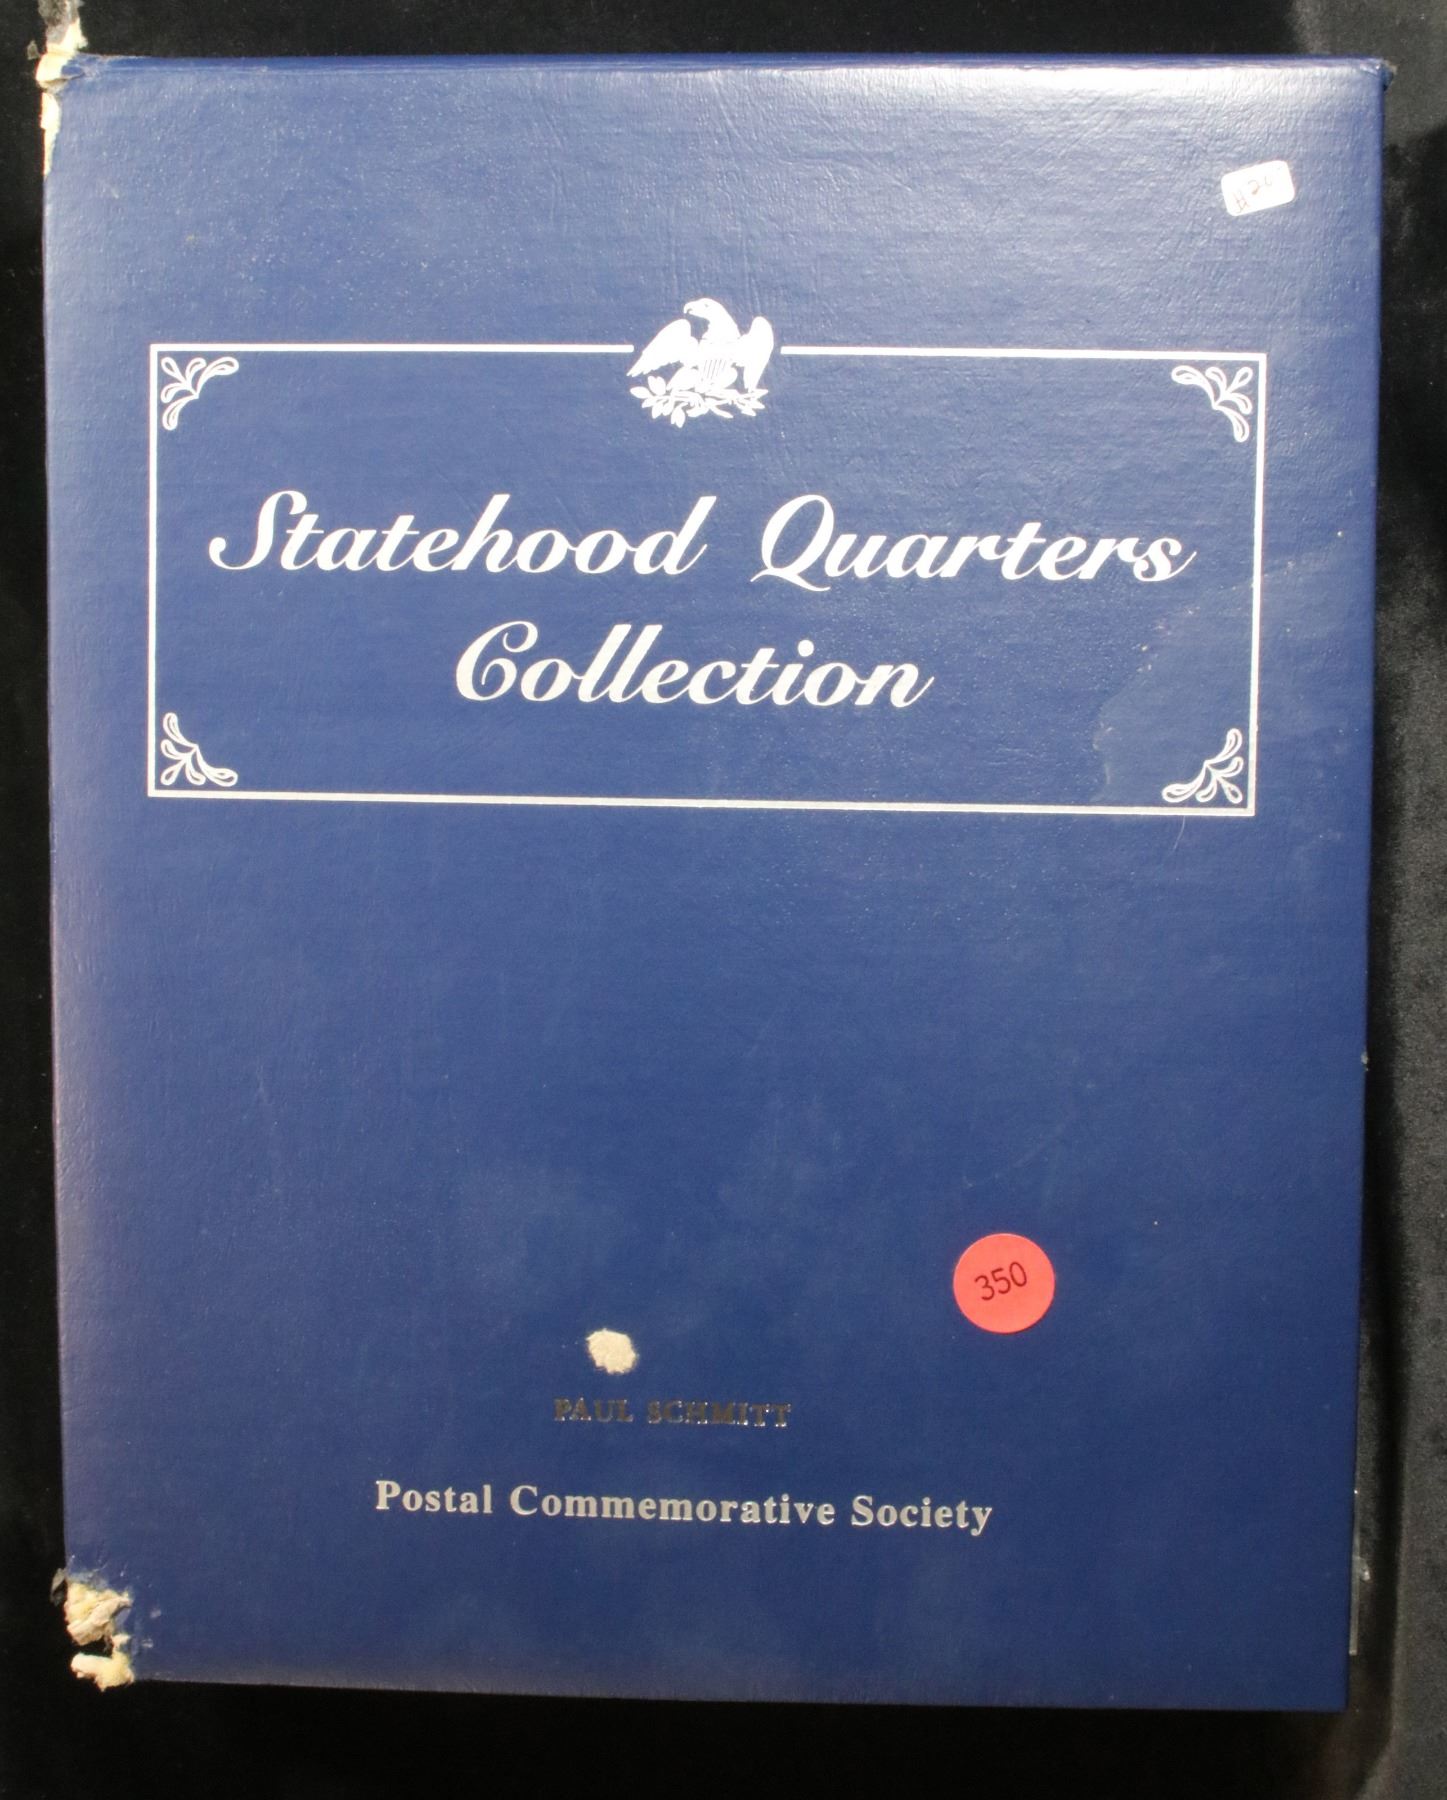 Statehood Quarters
Collection
350
PAUL SCHMITT
Postal Commemorative Society